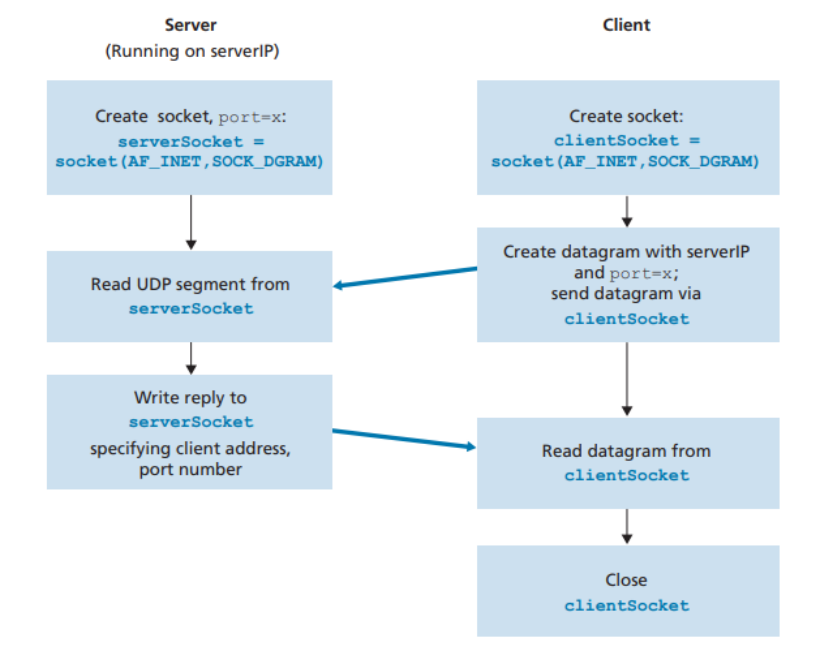 Server
(Running on serverIP)
Create socket, port=x:
serverSocket =
socket(AF_INET,SOCK_DGRAM)
Read UDP segment from
serverSocket
Write reply to
serverSocket
specifying client address,
port number
Client
Create socket:
clientSocket =
socket(AF_INET,SOCK_DGRAM)
Create datagram with serverIP
and port=x;
send datagram via
clientSocket
Read datagram from
clientSocket
Close
clientSocket